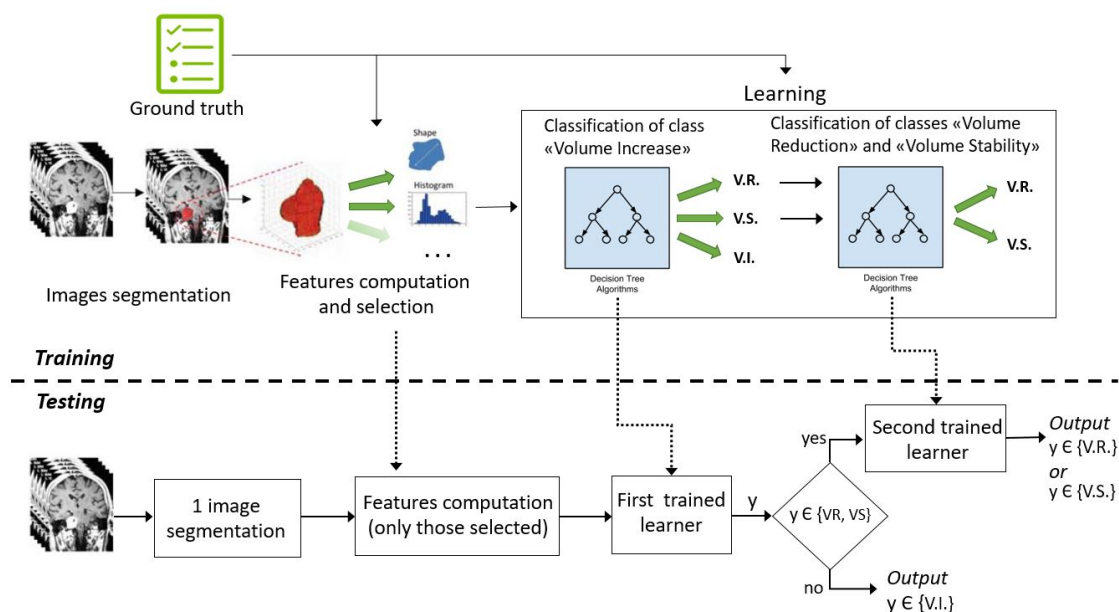 Ground truth
Learning
Shape
Histogram
. . .
Classification of class
«Volume Increase»
Classification of classes «Volume
Reduction» and «Volume Stability»
V.R.
V.S.
V.I.
V.R.
V.S.
Decision Tree
Algorithms
Decision Tree
Algorithms
Images segmentation
Features computation
and selection
Training
Testing
1 image
segmentation
Features computation
(only those selected)
First trained
learner
y
y ∈ {VR, VS}
yes
no
Second trained
learner
Output
y ∈ {V.R.}
or
y ∈ {V.S.}
Output
y ∈ {V.I.}